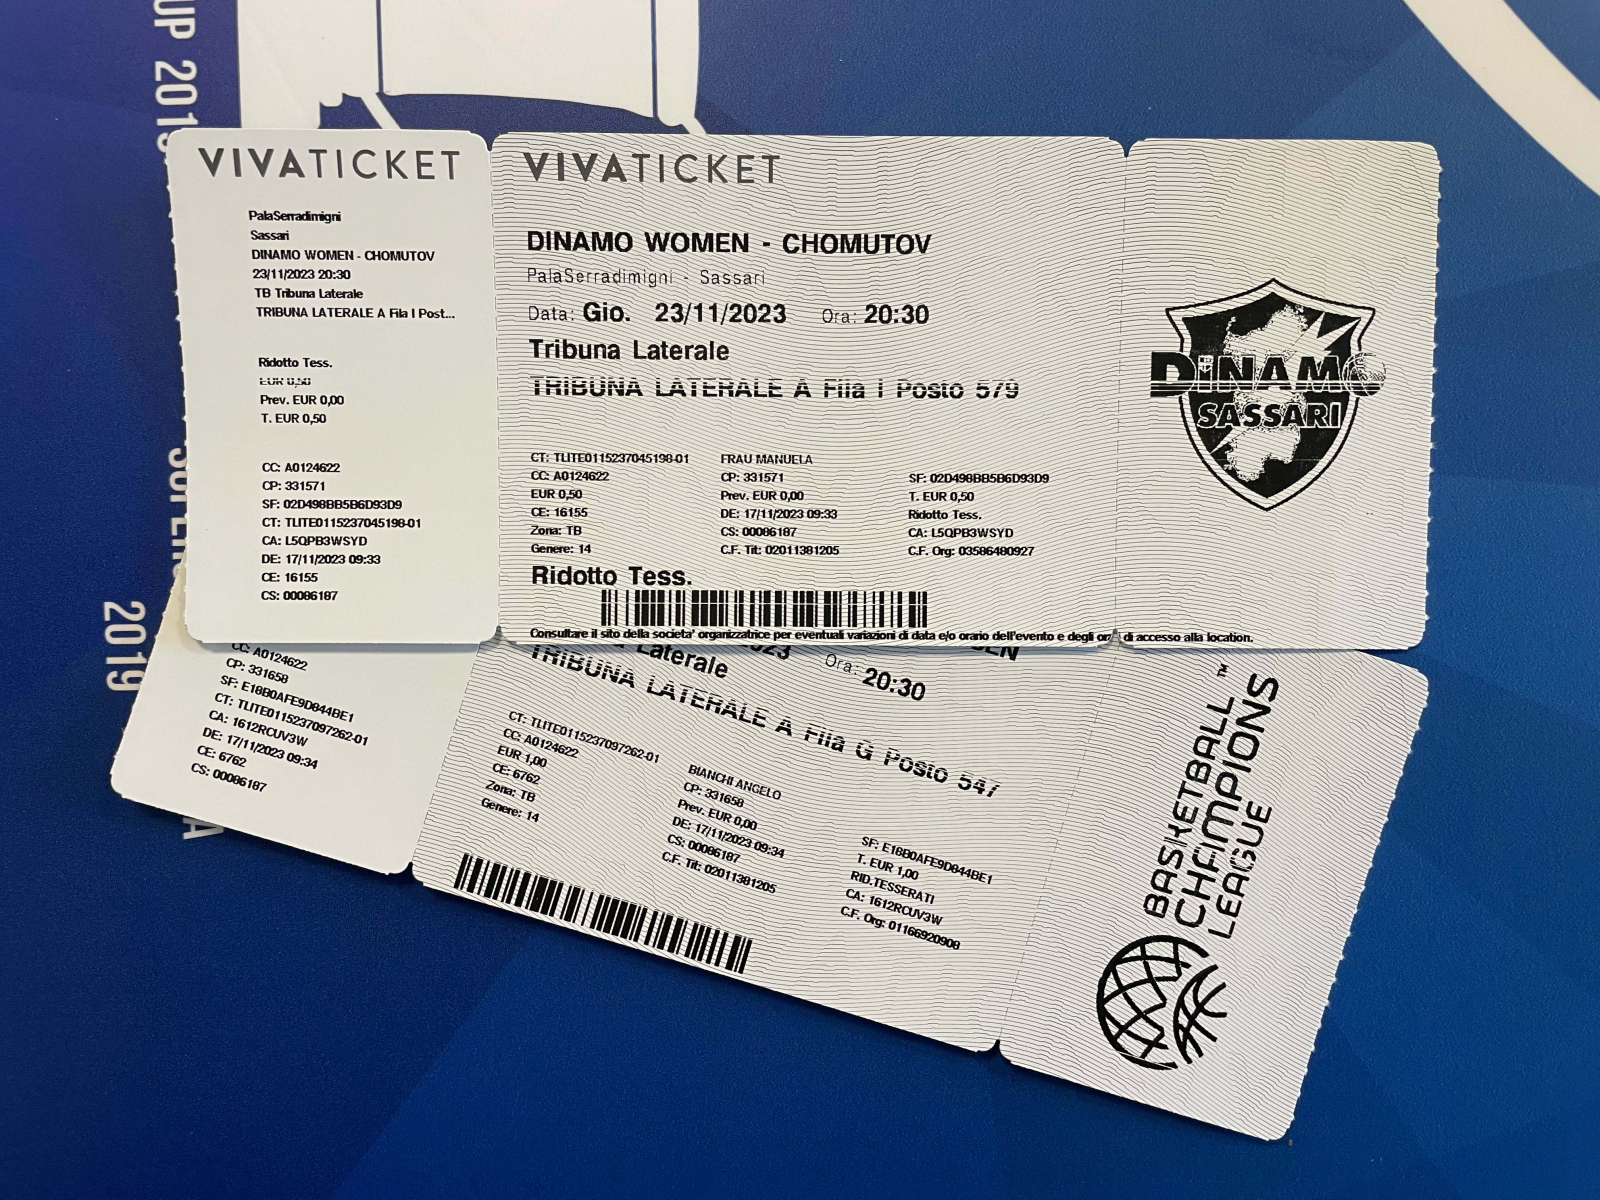 UP 2019
SUPERC
2019
A
VIVATICKET
PalaSerradimigni
Sassari
DINAMO WOMEN - CHOMUTOV
23/11/2023 20:30
TB Tribuna Laterale
TRIBUNA LATERALE A Fila I Post...
Ridotto Tess.
EUR 0,50
Prev. EUR 0,00
T. EUR 0,50
CC: A0124622
CP: 331571
SF: 02D498BB5B6D93D9
CT: TLITE0115237045198-01
CA: L5QPB3WSYD
DE: 17/11/2023 09:33
CE: 16155
CS: 00086187
VIVATICKET
DINAMO WOMEN - CHOMUTOV
PalaSerradimigni - Sassari
Data: Gio. 23/11/2023 Ora: 20:30
Tribuna Laterale
TRIBUNA LATERALE A Fila I Posto 579
CT: TLITE0115237045198-01 FRAU MANUELA
CC: A0124622 CP: 331571 SF: 02D498BB5B6D93D9
EUR 0,50 Prev. EUR 0,00 T. EUR 0,50
CE: 16155 DE: 17/11/2023 09:33 Ridotto Tess.
Zona: TB CS: 00086187 CA: L5QPB3WSYD
Genere: 14 C.F. Tit: 02011381205 C.F. Org: 03586480927
Ridotto Tess.
Consultare il sito della societa' organizzatrice per eventuali variazioni di data e/o orario dell'evento e degli or di accesso alla location.
DINAMO
SASSARI
CC: A0124622
CP: 331658
SF: E18B0AFE9D844BE1
CT: TLITE0115237097262-01
CA: 1612RCUV3W
DE: 17/11/2023 09:34
CE: 6762
CS: 00086187
Laterale
Ora: 20:30
TRIBUNA LATERALE A Fila G Posto 547
CT: TLITE0115237097262-01 BIANCHI ANGELO
CC: A0124622 CP: 331658 SF: E18B0AFE9D844BE1
EUR 1,00 Prev. EUR 0,00 T. EUR 1,00
CE: 6762 DE: 17/11/2023 09:34 RID.TESSERATI
Zona: TB CS: 00086187 CA: 1612RCUV3W
Genere: 14 C.F. Tit: 02011381205 C.F. Org: 01166920908
BASKETBALL
CHAMPIONS
LEAGUE